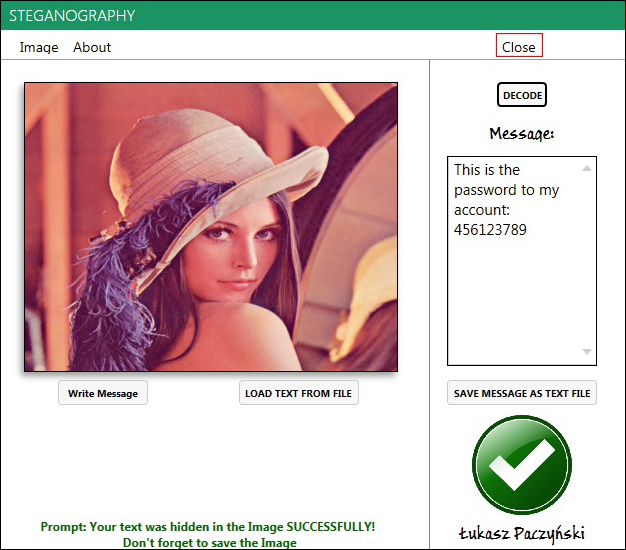 STEGANOGRAPHY
Image About Close
DECODE
Message:
This is the
password to my
account:
456123789
Write Message
LOAD TEXT FROM FILE
SAVE MESSAGE AS TEXT FILE
Prompt: Your text was hidden in the Image SUCCESSFULLY!
Don't forget to save the Image
Łukasz Paczyński